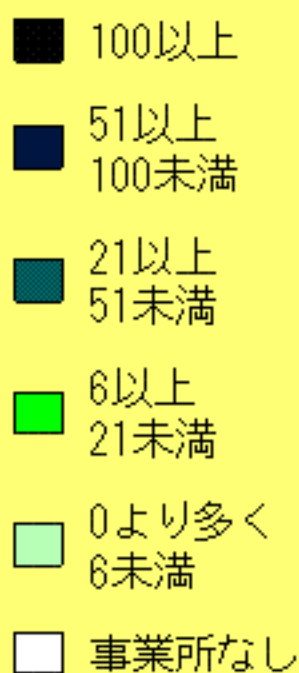 100以上
51以上
100未満
21以上
51未満
6以上
21未満
0より多く
6未満
事業所なし